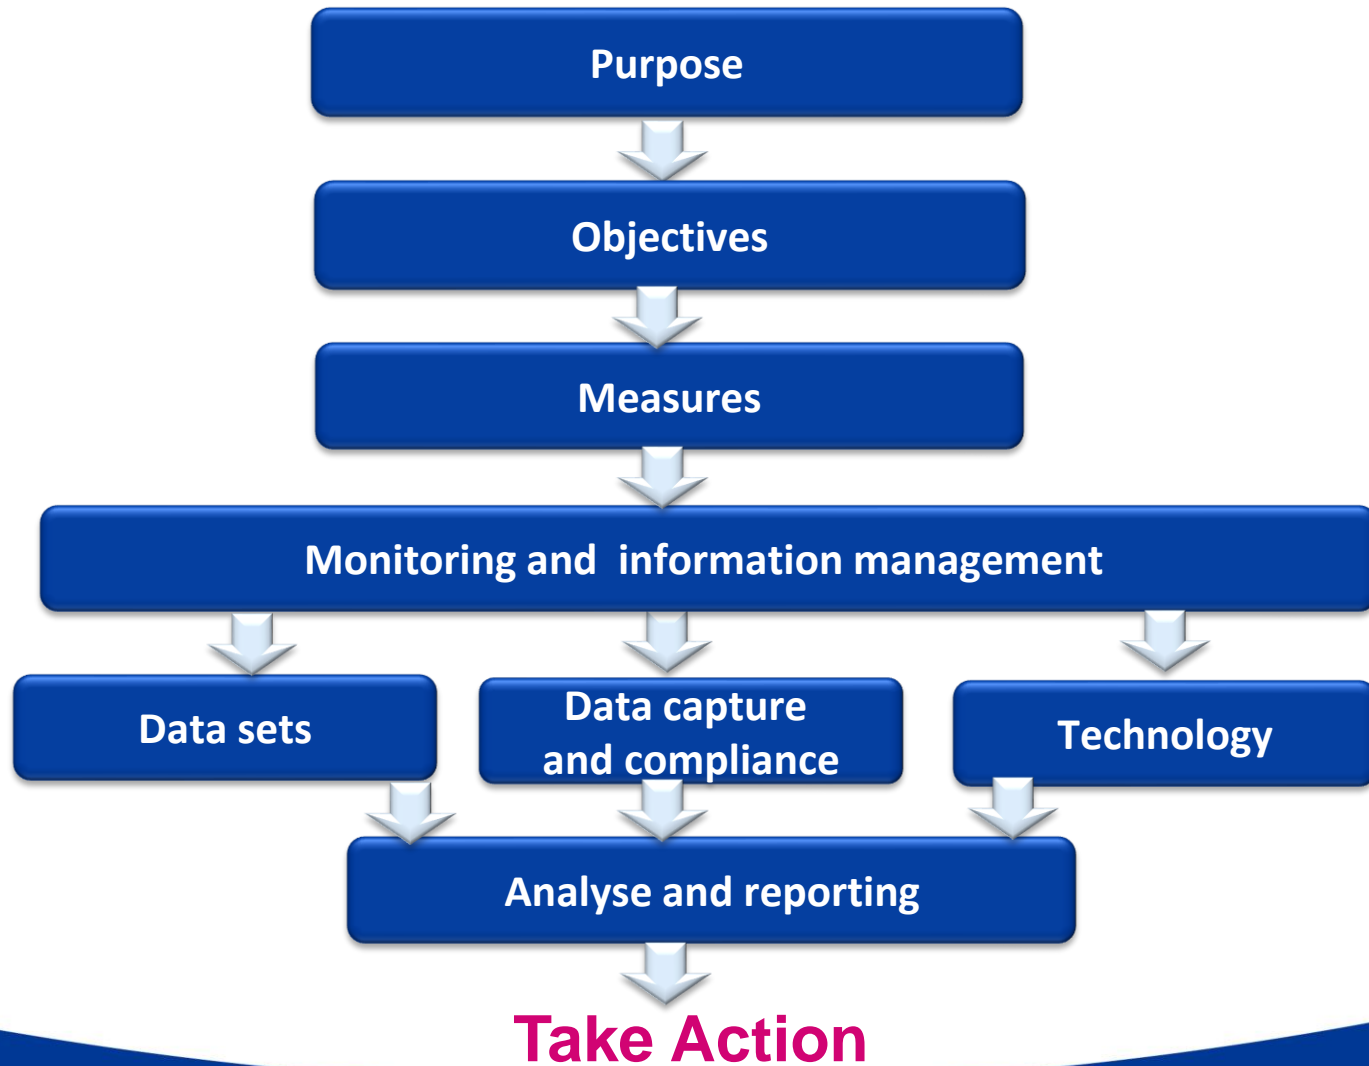 Purpose
Objectives
Measures
Monitoring and  information management
Data sets
Data capture
and compliance
Technology
Analyse and reporting
Take Action